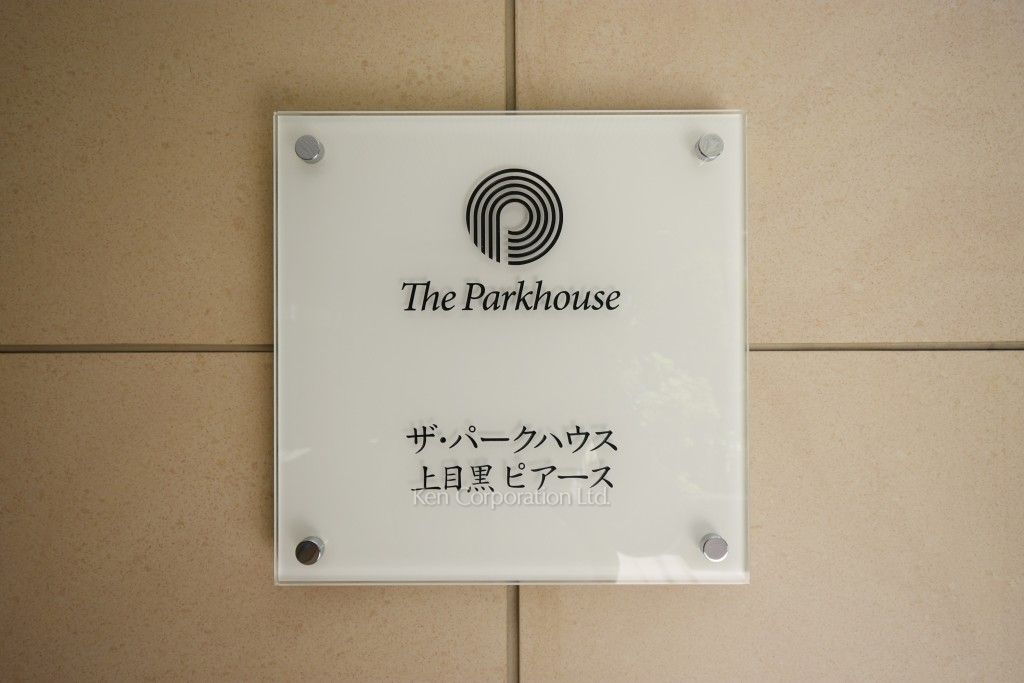 The Parkhouse
ザ・パークハウス
上目黒 ピアース
Ken Corporation Ltd.